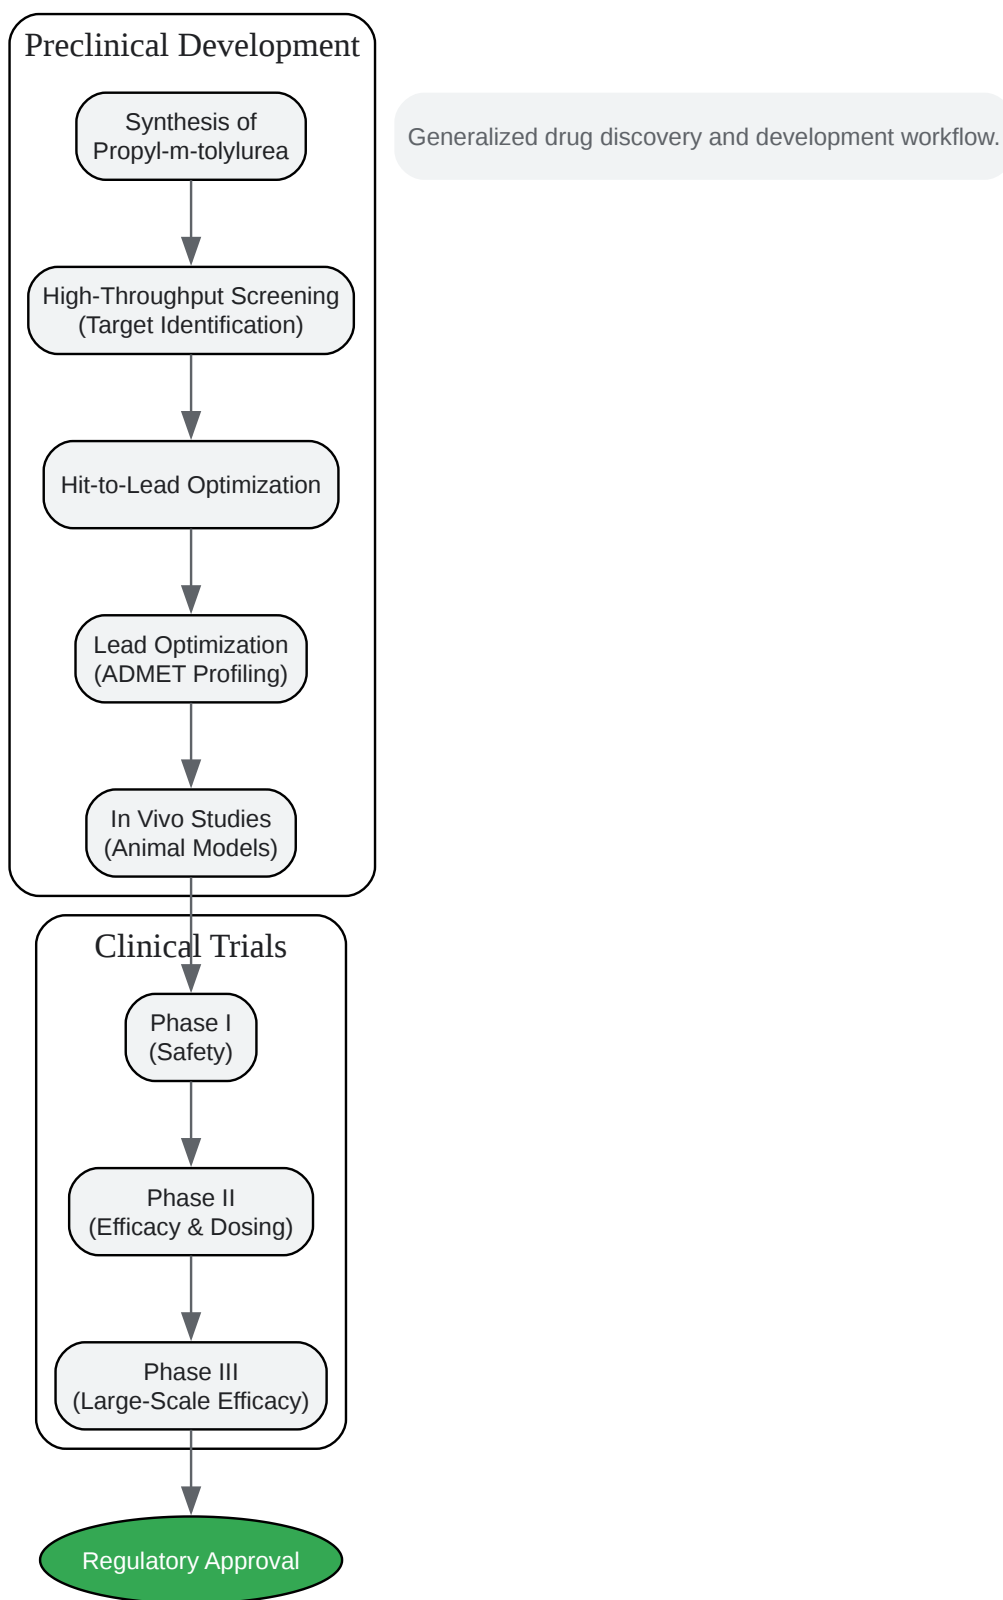 Preclinical Development
Synthesis of
Propyl-m-tolylurea
Generalized drug discovery and development workflow.
High-Throughput Screening
(Target Identification)
Hit-to-Lead Optimization
Lead Optimization
(ADMET Profiling)
In Vivo Studies
(Animal Models)
Clinical Trials
Phase I
(Safety)
Phase II
(Efficacy & Dosing)
Phase III
(Large-Scale Efficacy)
Regulatory Approval